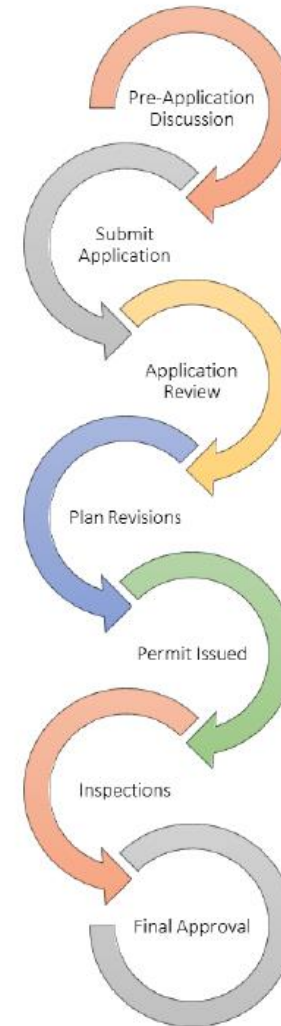 Pre-Application
Discussion
Submit
Application
Application
Review
Plan Revisions
Permit Issued
Inspections
Final Approval